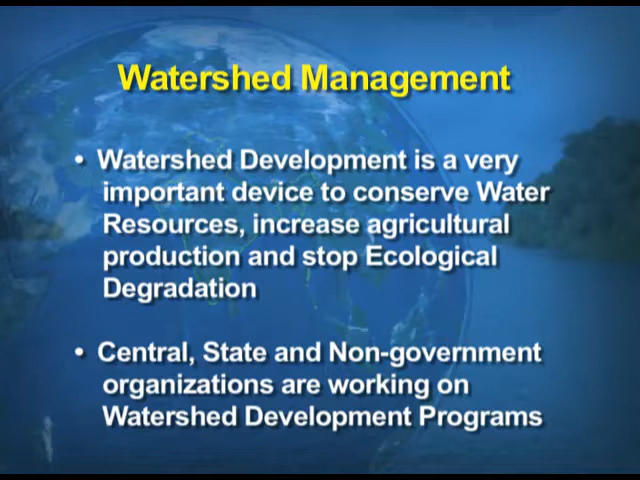 Watershed Management
• Watershed Development is a very
important device to conserve Water
Resources, increase agricultural
production and stop Ecological
Degradation
• Central, State and Non-government
organizations are working on
Watershed Development Programs